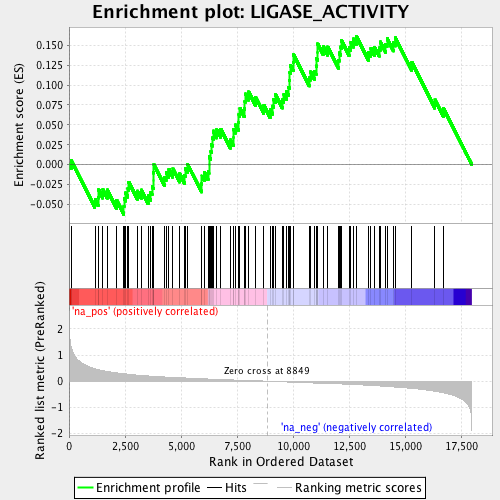 Enrichment plot: LIGASE_ACTIVITY
Enrichment score (ES)
0.150
0.125
0.100
0.075
0.050
0.025
0.000
-0.025
-0.050
'na_pos' (positively correlated)
Ranked list metric (PreRanked)
2
1
0
-1
-2
Zero cross at 8849
'na_neg' (negatively correlated)
0
2,500
5,000
7,500
10,000
12,500
15,000
17,500
Rank in Ordered Dataset
Enrichment profile
Hits
Ranking metric scores